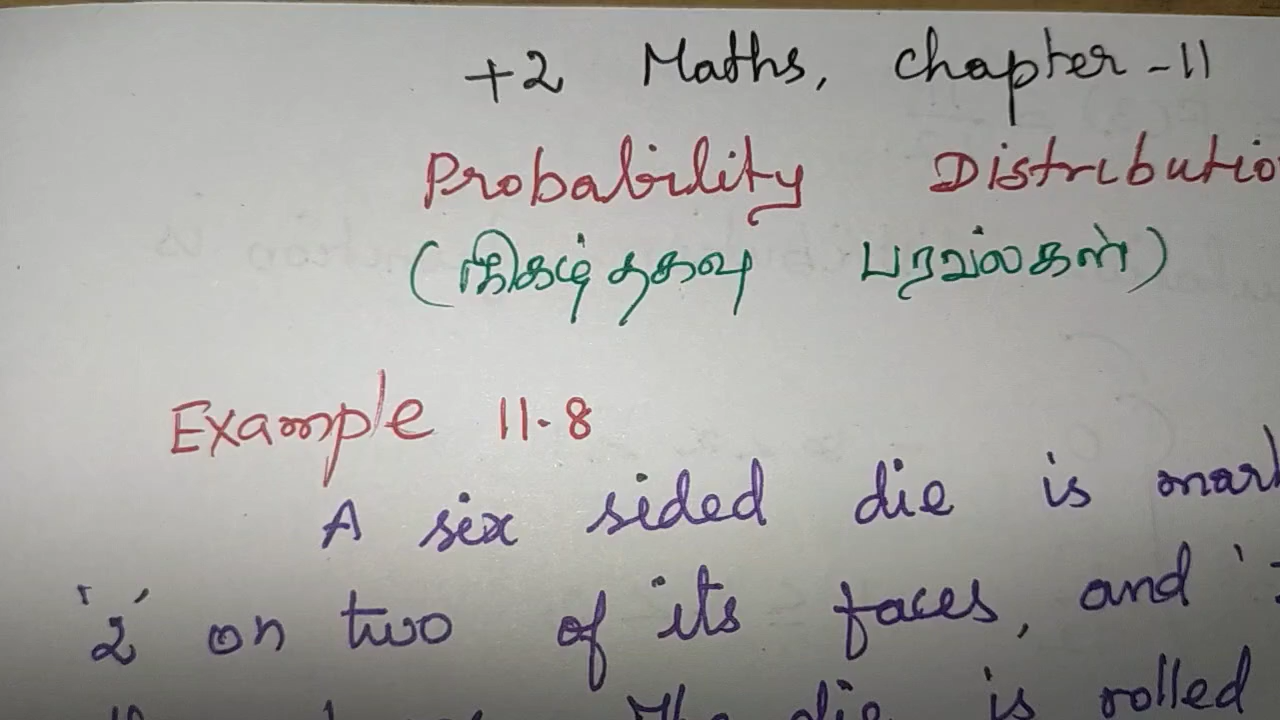 +2 Maths, Chapter - 11
Probability Distributio
(நிகழ்தகவு பரவல்கள்)
Example 11.8
A six sided die is mar
'2' on two of its faces, and '
The die is rolled